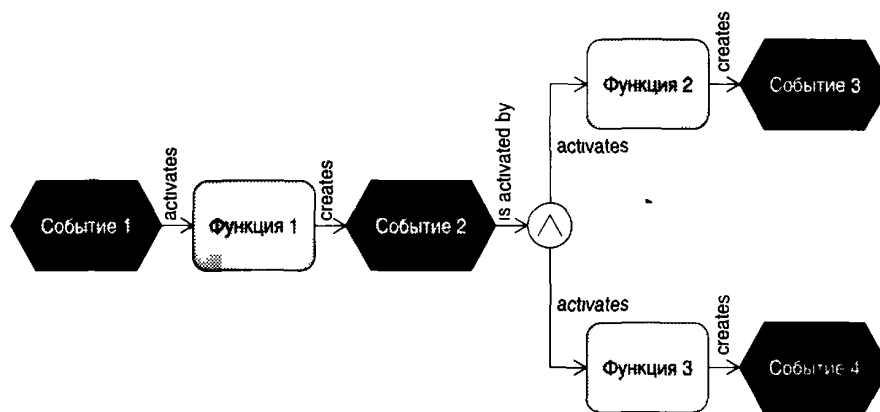 Событие 1
activates
Функция 1
creates
Событие 2
is activated by
activates
Функция 2
creates
Событие 3
activates
Функция 3
creates
Событие 4